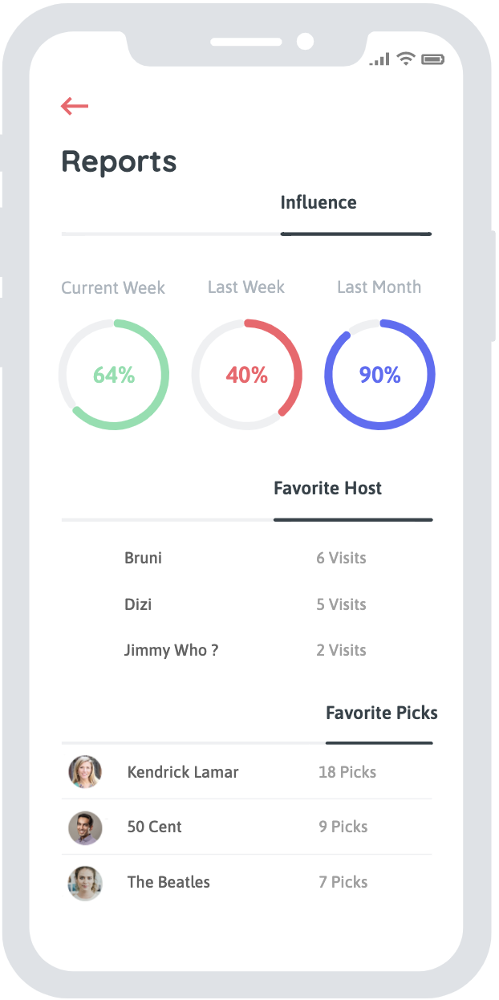 Reports
Influence
Current Week Last Week Last Month
64% 40% 90%
Favorite Host
Bruni 6 Visits
Dizi 5 Visits
Jimmy Who ? 2 Visits
Favorite Picks
Kendrick Lamar 18 Picks
50 Cent 9 Picks
The Beatles 7 Picks